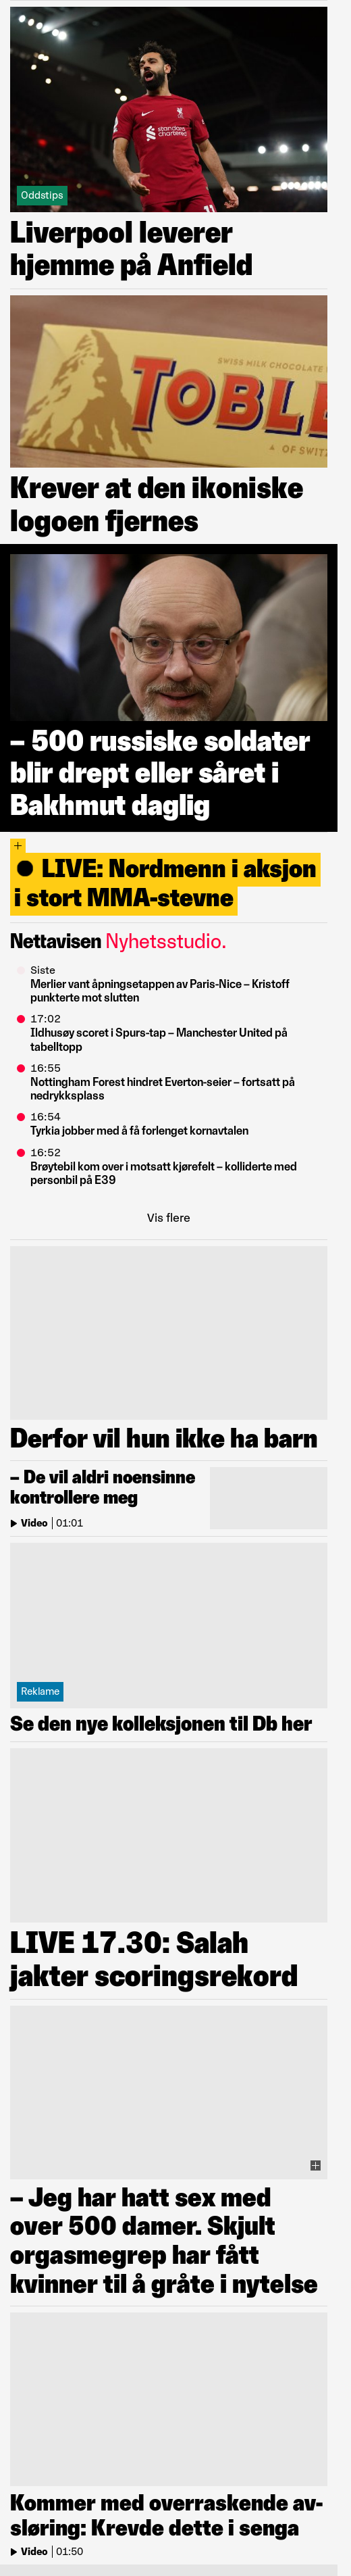 Standard
chartered
Oddstips
Liverpool leverer
hjemme på Anfield
SWISS MILK CHOCOLATE
TOBLE
OF SWITZ
Krever at den ikoniske
logoen fjernes
– 500 russiske soldater
blir drept eller såret i
Bakhmut daglig
+
● LIVE: Nordmenn i aksjon
i stort MMA-stevne
Nettavisen Nyhetsstudio.
Siste
Merlier vant åpningsetappen av Paris-Nice – Kristoff
punkterte mot slutten
17:02
Ildhusøy scoret i Spurs-tap – Manchester United på
tabelltopp
16:55
Nottingham Forest hindret Everton-seier – fortsatt på
nedrykksplass
16:54
Tyrkia jobber med å få forlenget kornavtalen
16:52
Brøytebil kom over i motsatt kjørefelt – kolliderte med
personbil på E39
Vis flere
Derfor vil hun ikke ha barn
– De vil aldri noensinne
kontrollere meg
Video | 01:01
Reklame
Se den nye kolleksjonen til Db her
LIVE 17.30: Salah
jakter scoringsrekord
– Jeg har hatt sex med
over 500 damer. Skjult
orgasmegrep har fått
kvinner til å gråte i nytelse
Kommer med overraskende av-
sløring: Krevde dette i senga
Video | 01:50